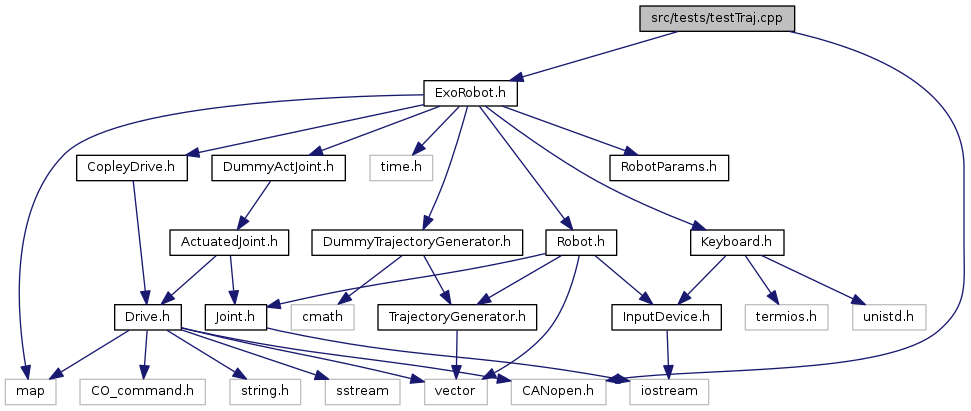 src/tests/testTraj.cpp
ExoRobot.h
CopleyDrive.h
DummyActJoint.h
time.h
RobotParams.h
ActuatedJoint.h
DummyTrajectoryGenerator.h
Robot.h
Keyboard.h
Drive.h
Joint.h
cmath
TrajectoryGenerator.h
InputDevice.h
termios.h
unistd.h
map
CO_command.h
string.h
sstream
vector
CANopen.h
iostream